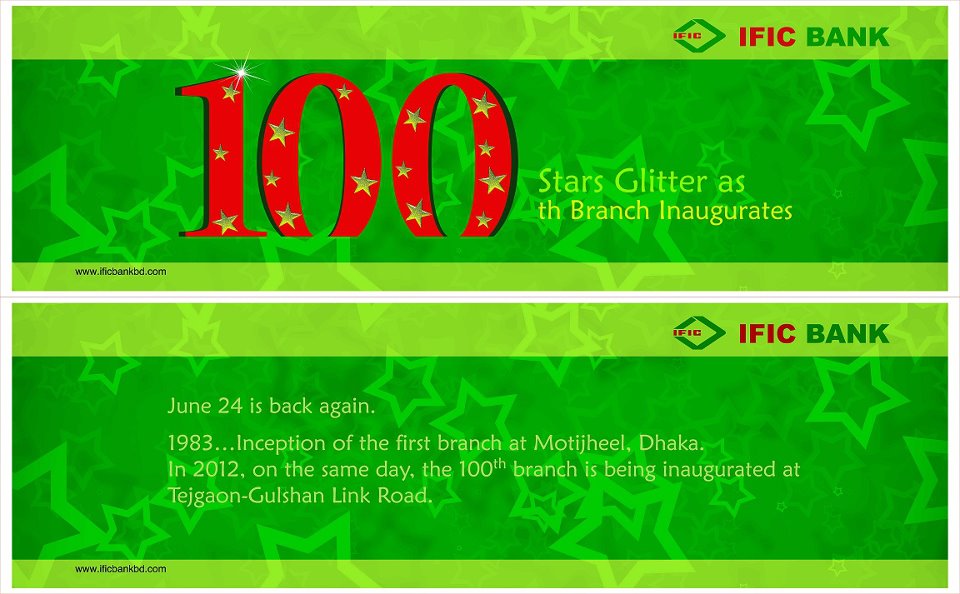 IFIC IFIC BANK
100
Stars Glitter as
th Branch Inaugurates
www.ificbankbd.com
IFIC IFIC BANK
June 24 is back again.
1983...Inception of the first branch at Motijheel, Dhaka.
In 2012, on the same day, the 100th branch is being inaugurated at
Tejgaon-Gulshan Link Road.
www.ificbankbd.com